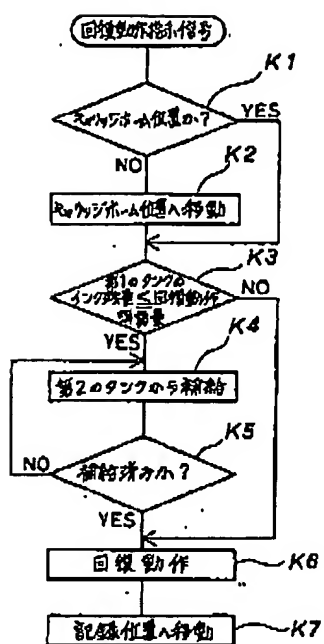 回復動作指示信号
K1
キャリッジホーム位置か?
YES
NO
K2
キャリッジホーム位置へ移動
K3
第1のタンクの
インク残量≦回復動作
消費量
NO
YES
K4
第2のタンクから補給
K5
NO
補給済みか?
YES
回復動作
K6
記録位置へ移動
K7